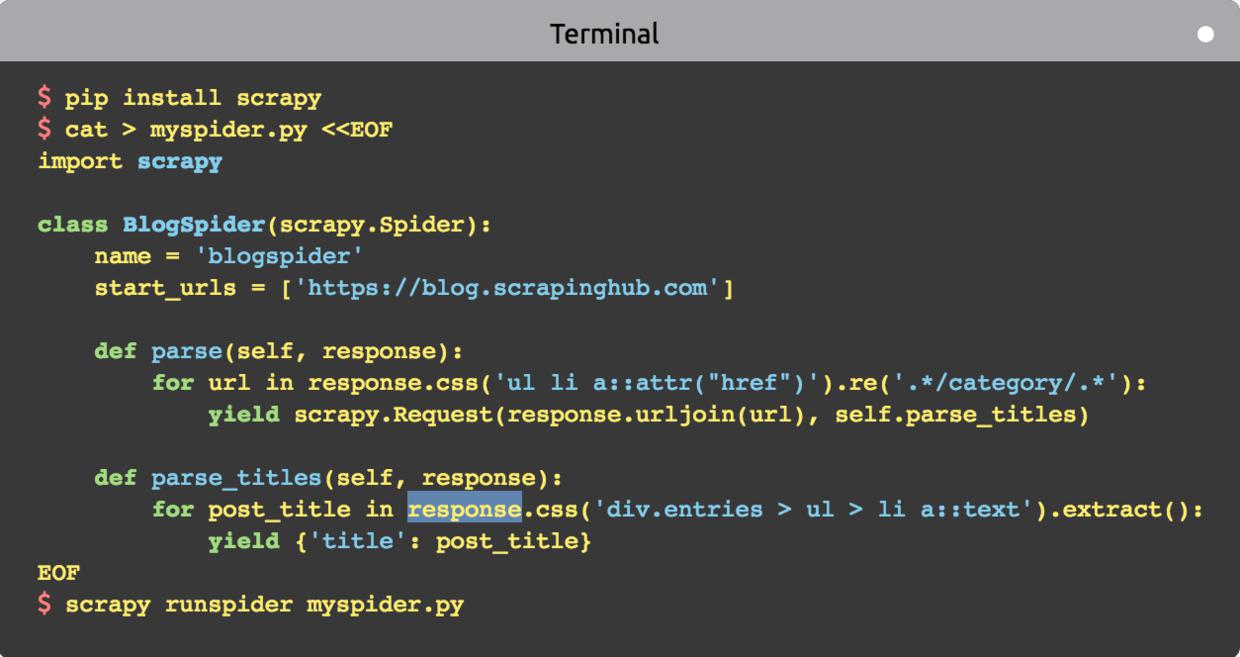 Terminal
$ pip install scrapy
$ cat > myspider.py <<EOF
import scrapy

class BlogSpider(scrapy.Spider):
    name = 'blogspider'
    start_urls = ['https://blog.scrapinghub.com']

    def parse(self, response):
        for url in response.css('ul li a::attr("href")').re('.*/category/.*'):
            yield scrapy.Request(response.urljoin(url), self.parse_titles)

    def parse_titles(self, response):
        for post_title in response.css('div.entries > ul > li a::text').extract():
            yield {'title': post_title}
EOF
$ scrapy runspider myspider.py